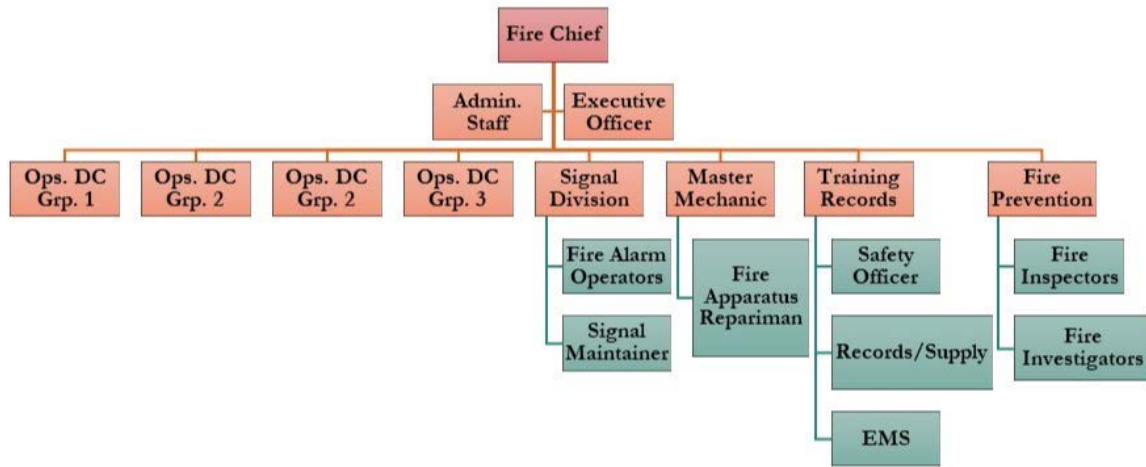 Fire Chief
Admin.
Staff
Executive
Officer
Ops. DC
Grp. 1
Ops. DC
Grp. 2
Ops. DC
Grp. 2
Ops. DC
Grp. 3
Signal
Division
Master
Mechanic
Training
Records
Fire
Prevention
Fire Alarm
Operators
Signal
Maintainer
Fire
Apparatus
Repariman
Safety
Officer
Records/Supply
EMS
Fire
Inspectors
Fire
Investigators